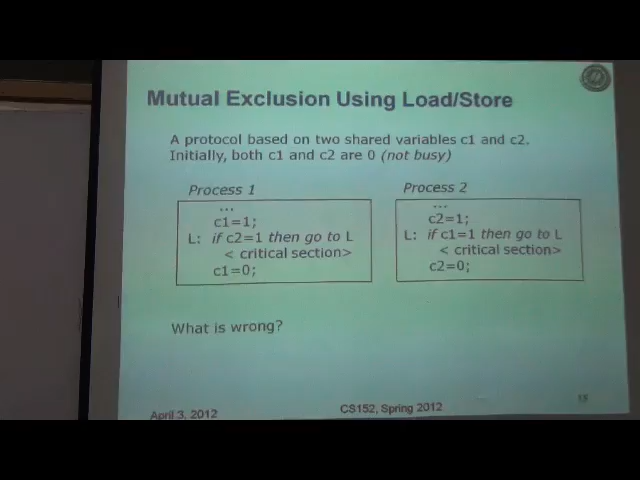 Mutual Exclusion Using Load/Store
A protocol based on two shared variables c1 and c2.
Initially, both c1 and c2 are 0 (not busy)
Process 1
...
c1=1;
L: if c2=1 then go to L
< critical section>
c1=0;
Process 2
...
c2=1;
L: if c1=1 then go to L
< critical section>
c2=0;
What is wrong?
April 3, 2012
CS152, Spring 2012